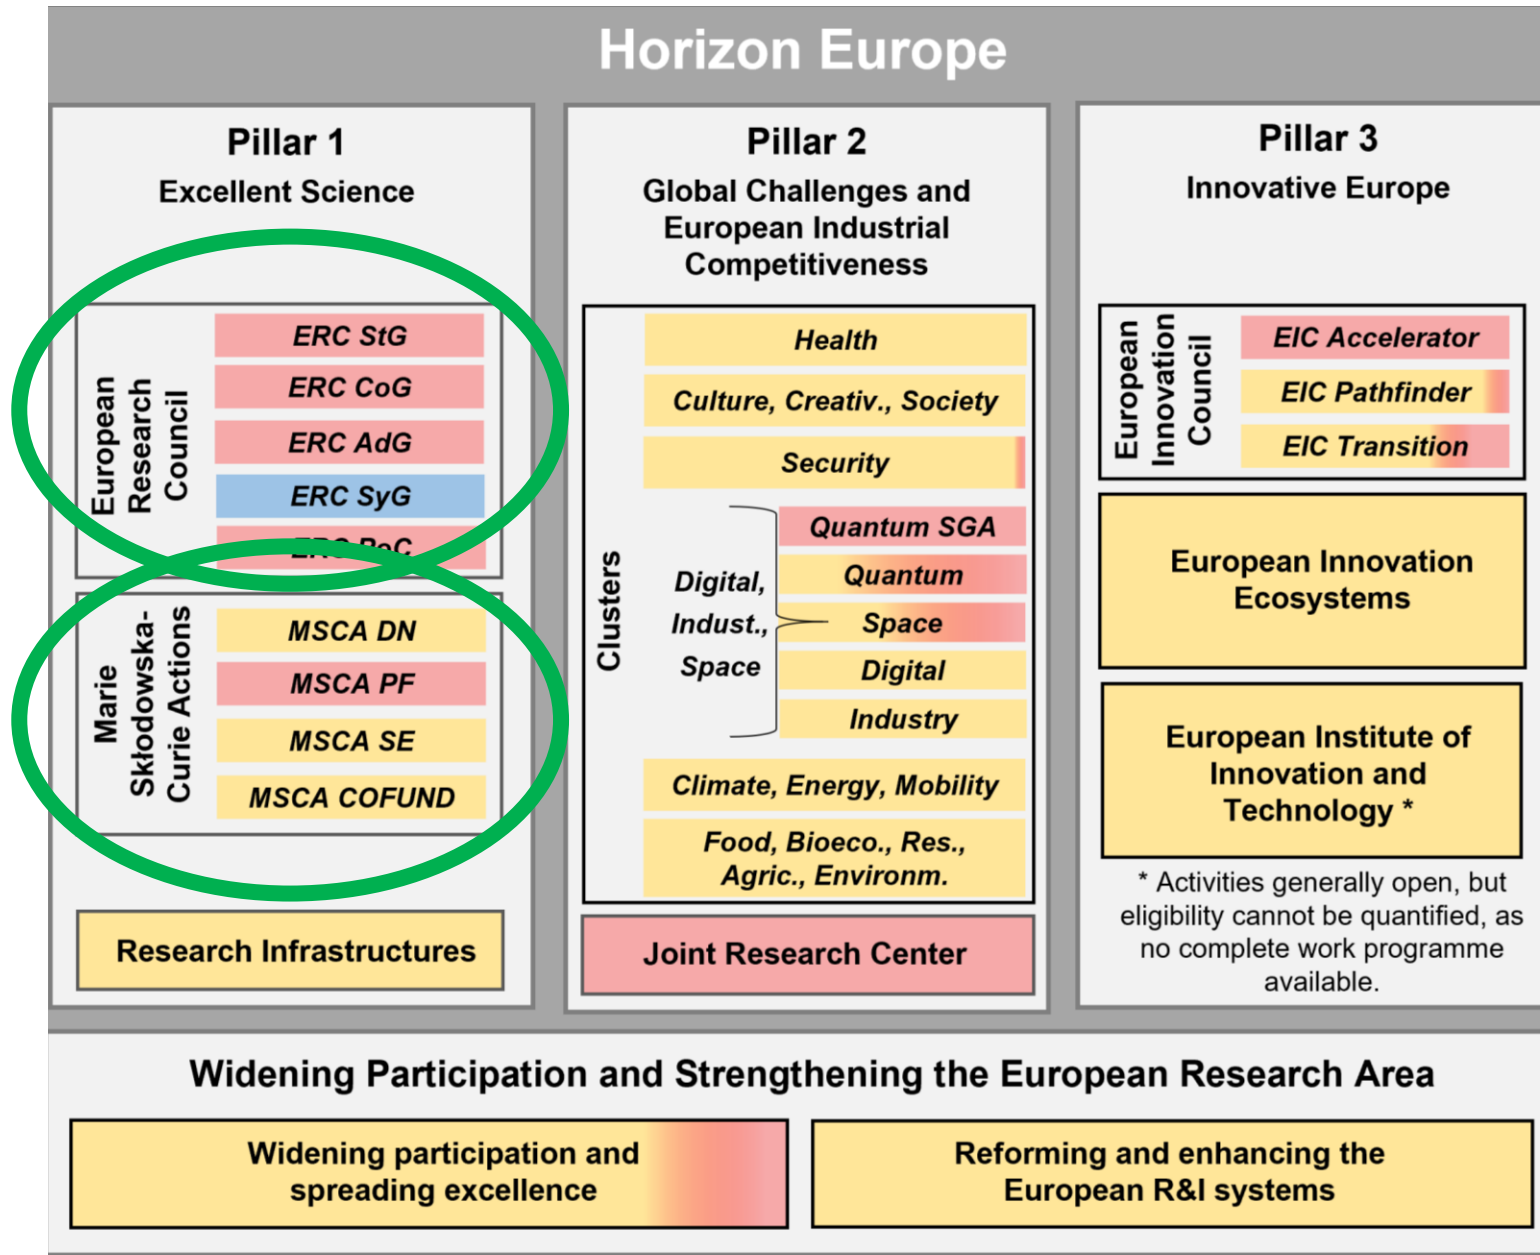 Horizon Europe
Pillar 1
Excellent Science
European
Research
Council
ERC StG
ERC CoG
ERC AdG
ERC SyG
ERC PoC
Marie
Skłodowska-
Curie Actions
MSCA DN
MSCA PF
MSCA SE
MSCA COFUND
Research Infrastructures
Pillar 2
Global Challenges and
European Industrial
Competitiveness
Clusters
Health
Culture, Creativ., Society
Security
Digital,
Indust.,
Space
Quantum SGA
Quantum
Space
Digital
Industry
Climate, Energy, Mobility
Food, Bioeco., Res.,
Agric., Environm.
Joint Research Center
Pillar 3
Innovative Europe
European
Innovation
Council
EIC Accelerator
EIC Pathfinder
EIC Transition
European Innovation
Ecosystems
European Institute of
Innovation and
Technology *
* Activities generally open, but
eligibility cannot be quantified, as
no complete work programme
available.
Widening Participation and Strengthening the European Research Area
Widening participation and
spreading excellence
Reforming and enhancing the
European R&I systems